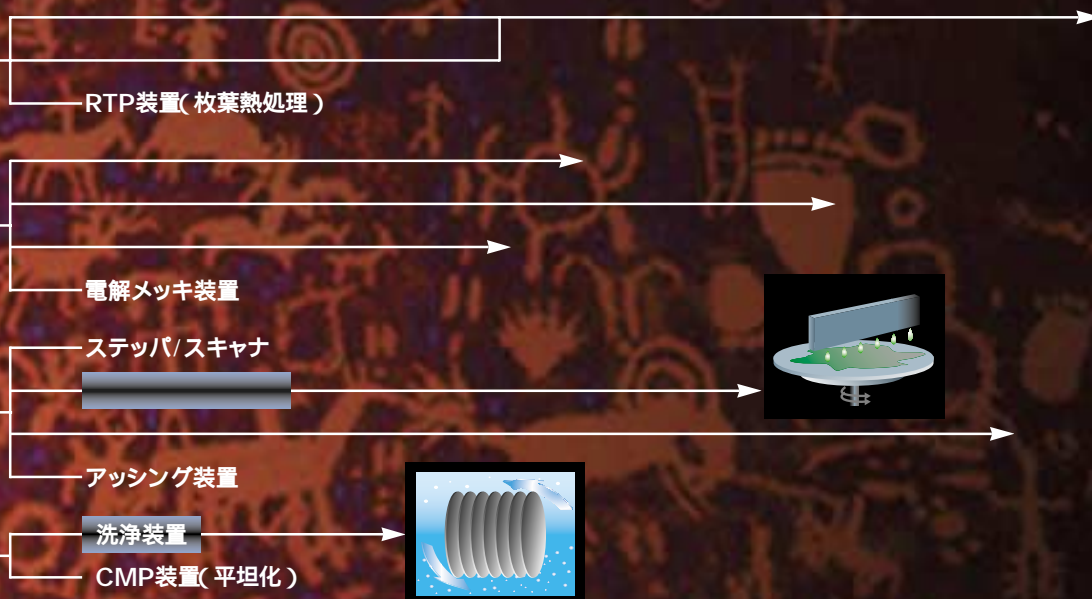 RTP装置(枚葉熱処理)
電解メッキ装置
ステッパ/スキャナ
アッシング装置
洗浄装置
CMP装置(平坦化)